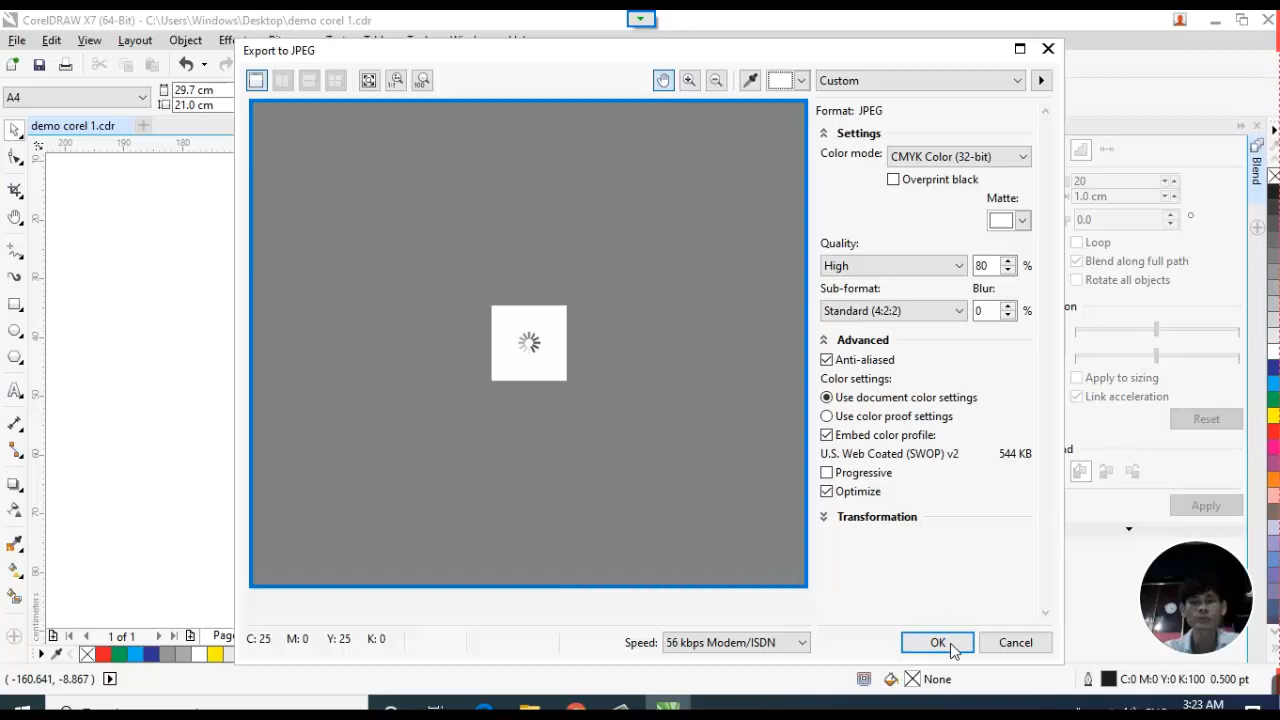 CorelDRAW X7 (64-Bit) - C:\Users\Windows\Desktop\demo corel 1.cdr
File Edit View Layout Object
Export to JPEG
Custom
A4
29.7 cm
21.0 cm
demo corel 1.cdr
200 190 180
Format: JPEG
Settings
Color mode: CMYK Color (32-bit)
Overprint black
Matte:
Quality:
High 80 %
Sub-format: Blur:
Standard (4:2:2) 0 %
Advanced
Anti-aliased
Color settings:
Use document color settings
Use color proof settings
Embed color profile:
U.S. Web Coated (SWOP) v2 544 KB
Progressive
Optimize
Transformation
Blend
20
1.0 cm
0.0
Loop
Blend along full path
Rotate all objects
Apply to sizing
Link acceleration
Reset
Apply
centimeters
1 of 1
C: 25 M: 0 Y: 25 K: 0
Speed: 56 kbps Modem/ISDN
OK Cancel
(-160.641, -8.867)
None
C:0 M:0 Y:0 K:100 0.500 pt
3:23 AM